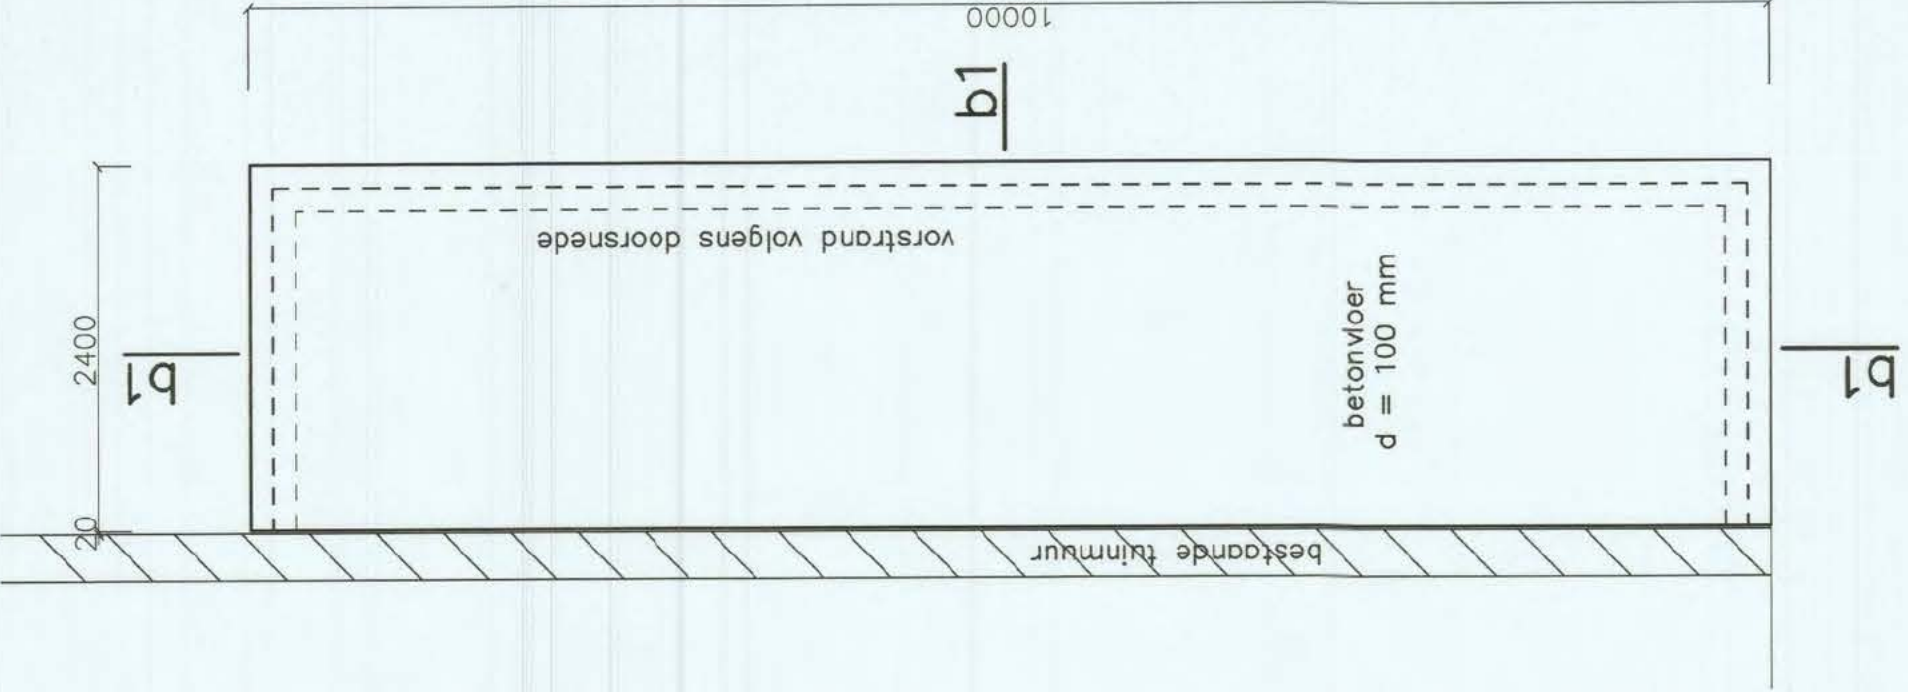 10000
b1
2400
b1
vorstrand volgens doorsnede
betonvloer
d = 100 mm
b1
20
bestaande tuinmuur